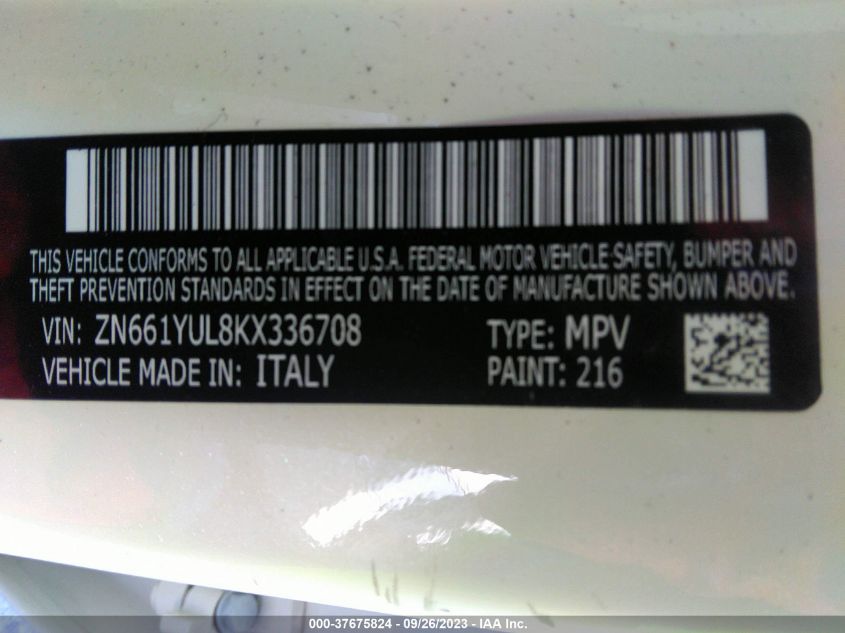 THIS VEHICLE CONFORMS TO ALL APPLICABLE U.S.A. FEDERAL MOTOR VEHICLE SAFETY, BUMPER AND
THEFT PREVENTION STANDARDS IN EFFECT ON THE DATE OF MANUFACTURE SHOWN ABOVE.
VIN: ZN661YUL8KX336708 TYPE: MPV
VEHICLE MADE IN: ITALY PAINT: 216
000-37675824 - 09/26/2023 - IAA Inc.